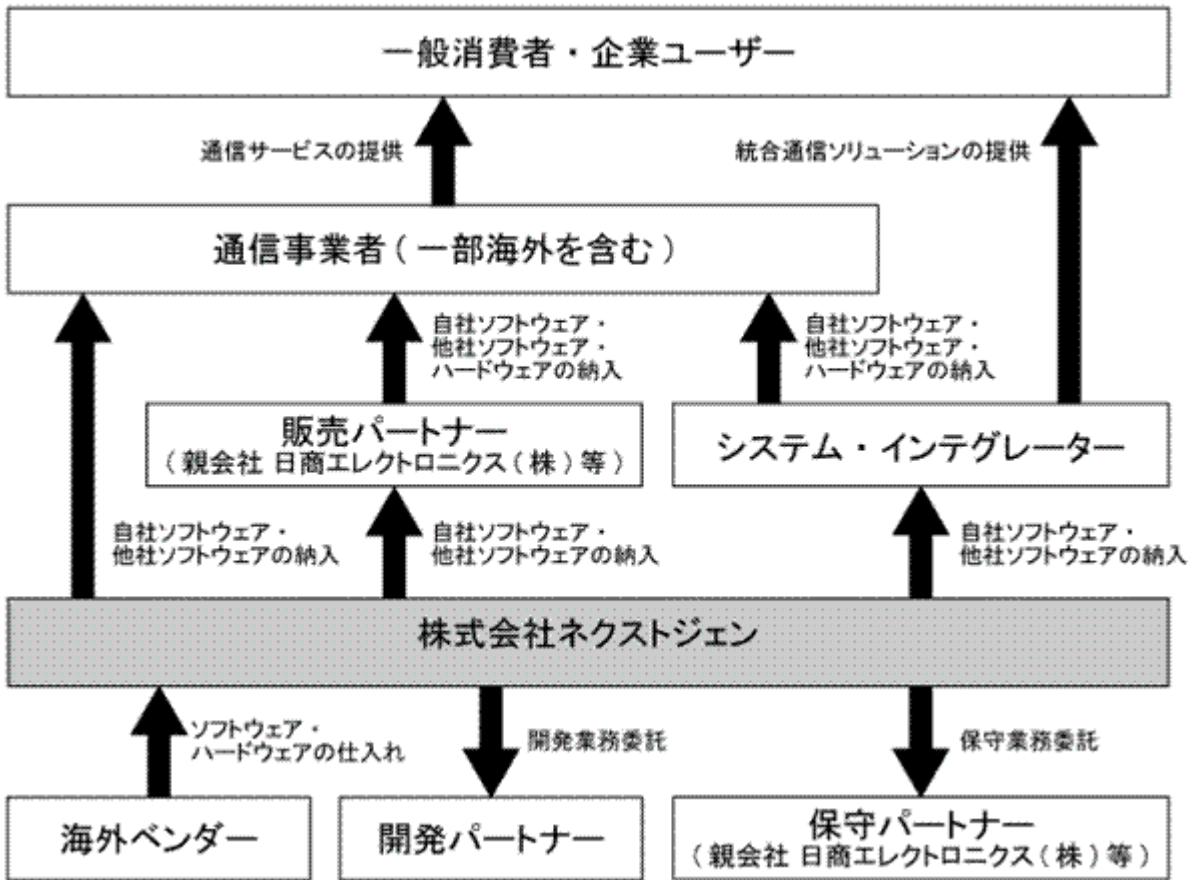 一般消費者・企業ユーザー
通信サービスの提供
統合通信ソリューションの提供
通信事業者(一部海外を含む)
自社ソフトウェア・
他社ソフトウェア・
ハードウェアの納入
自社ソフトウェア・
他社ソフトウェア・
ハードウェアの納入
販売パートナー
(親会社 日商エレクトロニクス(株)等)
システム・インテグレーター
自社ソフトウェア・
他社ソフトウェアの納入
自社ソフトウェア・
他社ソフトウェアの納入
自社ソフトウェア・
他社ソフトウェアの納入
株式会社ネクストジェン
ソフトウェア・
ハードウェアの仕入れ
開発業務委託
保守業務委託
海外ベンダー
開発パートナー
保守パートナー
(親会社 日商エレクトロニクス(株)等)